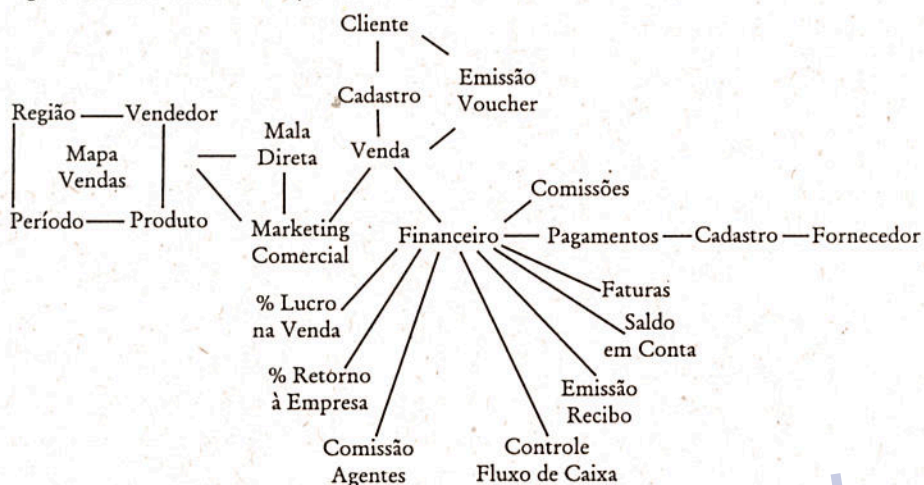 Cliente
Emissão
Voucher
Cadastro
Região
Vendedor
Mala
Direta
Venda
Mapa
Vendas
Comissões
Período
Produto
Marketing
Comercial
Financeiro
Pagamentos
Cadastro
Fornecedor
% Lucro
na Venda
Faturas
Saldo
em Conta
% Retorno
à Empresa
Emissão
Recibo
Comissão
Agentes
Controle
Fluxo de Caixa